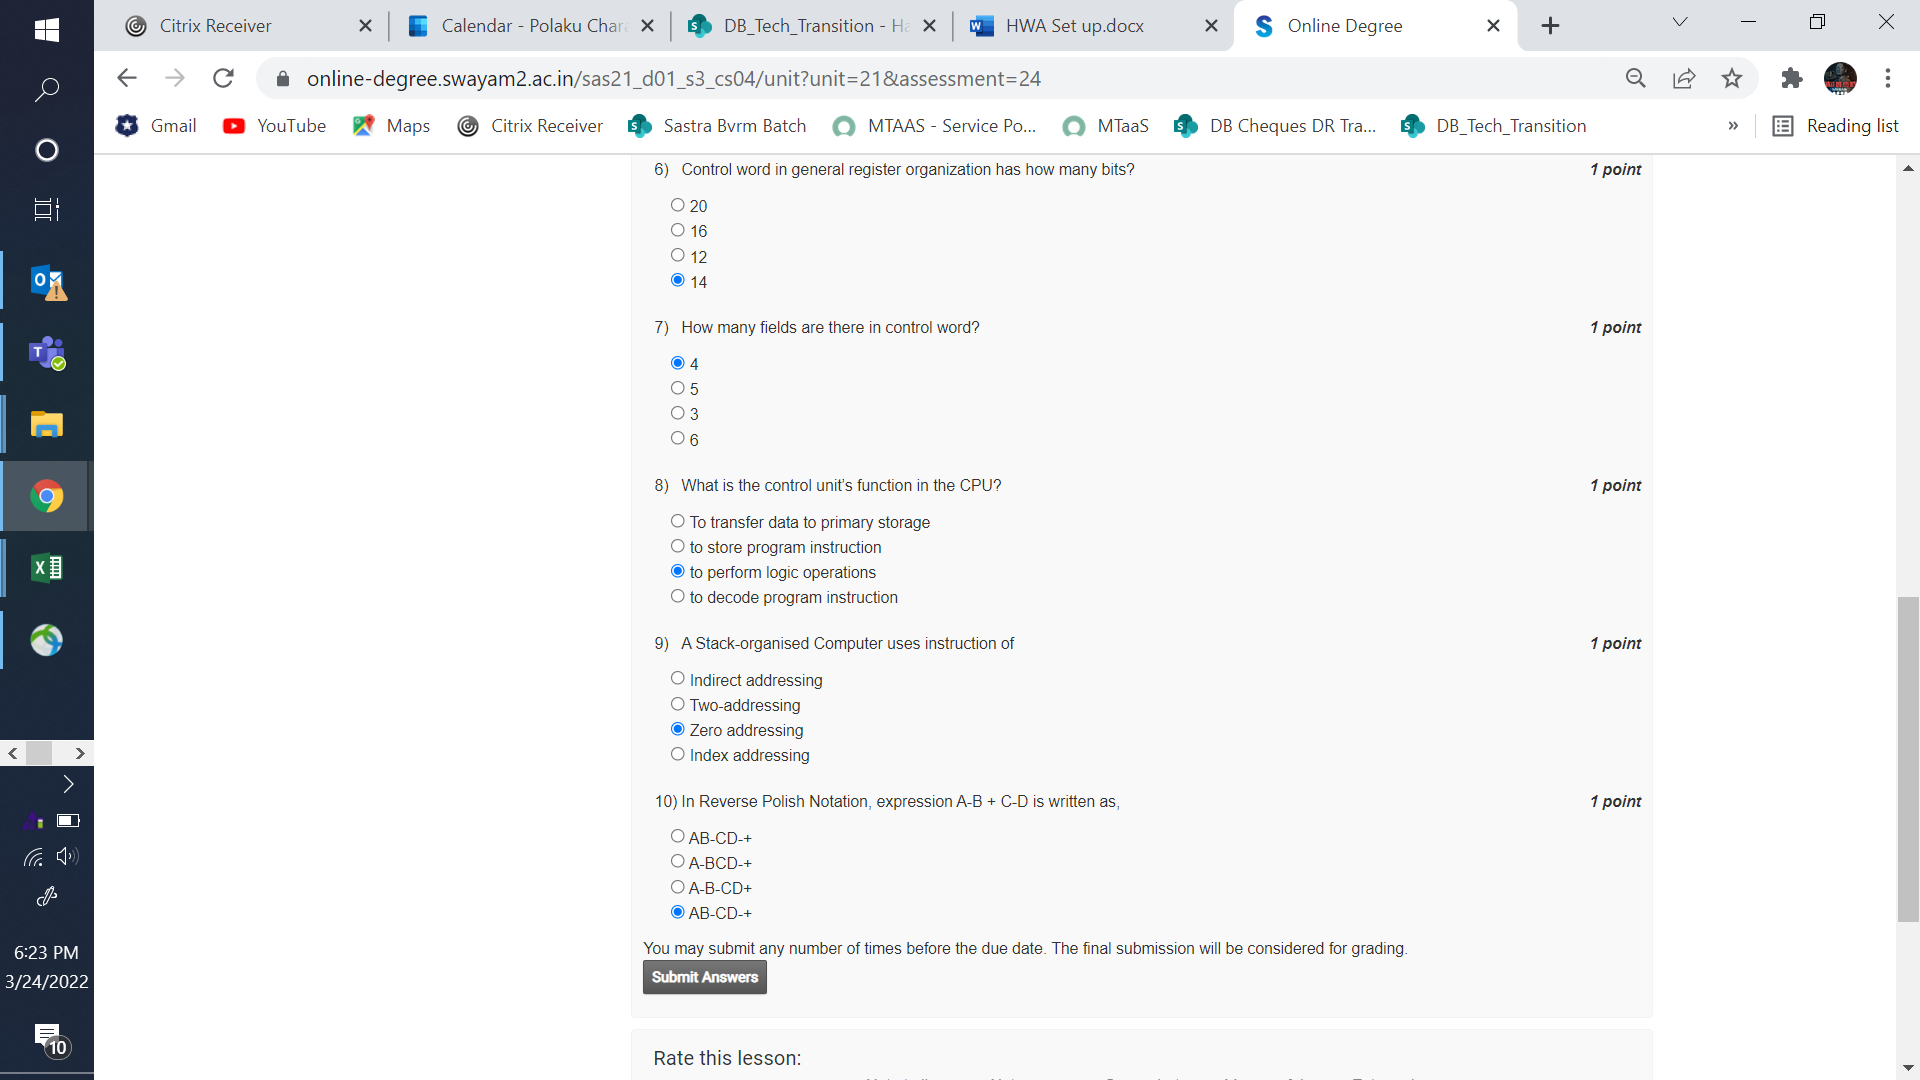 Citrix Receiver
Calendar - Polaku Chara
DB_Tech_Transition - Ha
HWA Set up.docx
Online Degree
online-degree.swayam2.ac.in/sas21_d01_s3_cs04/unit?unit=21&assessment=24
Gmail
YouTube
Maps
Citrix Receiver
Sastra Bvrm Batch
MTAAS - Service Po...
MTaaS
DB Cheques DR Tra...
DB_Tech_Transition
»
Reading list
6) Control word in general register organization has how many bits?
1 point
20
16
12
14
7) How many fields are there in control word?
1 point
4
5
3
6
8) What is the control unit's function in the CPU?
1 point
To transfer data to primary storage
to store program instruction
to perform logic operations
to decode program instruction
9) A Stack-organised Computer uses instruction of
1 point
Indirect addressing
Two-addressing
Zero addressing
Index addressing
10) In Reverse Polish Notation, expression A-B + C-D is written as,
1 point
AB-CD-+
A-BCD-+
A-B-CD+
AB-CD-+
You may submit any number of times before the due date. The final submission will be considered for grading.
Submit Answers
Rate this lesson:
6:23 PM
3/24/2022
10